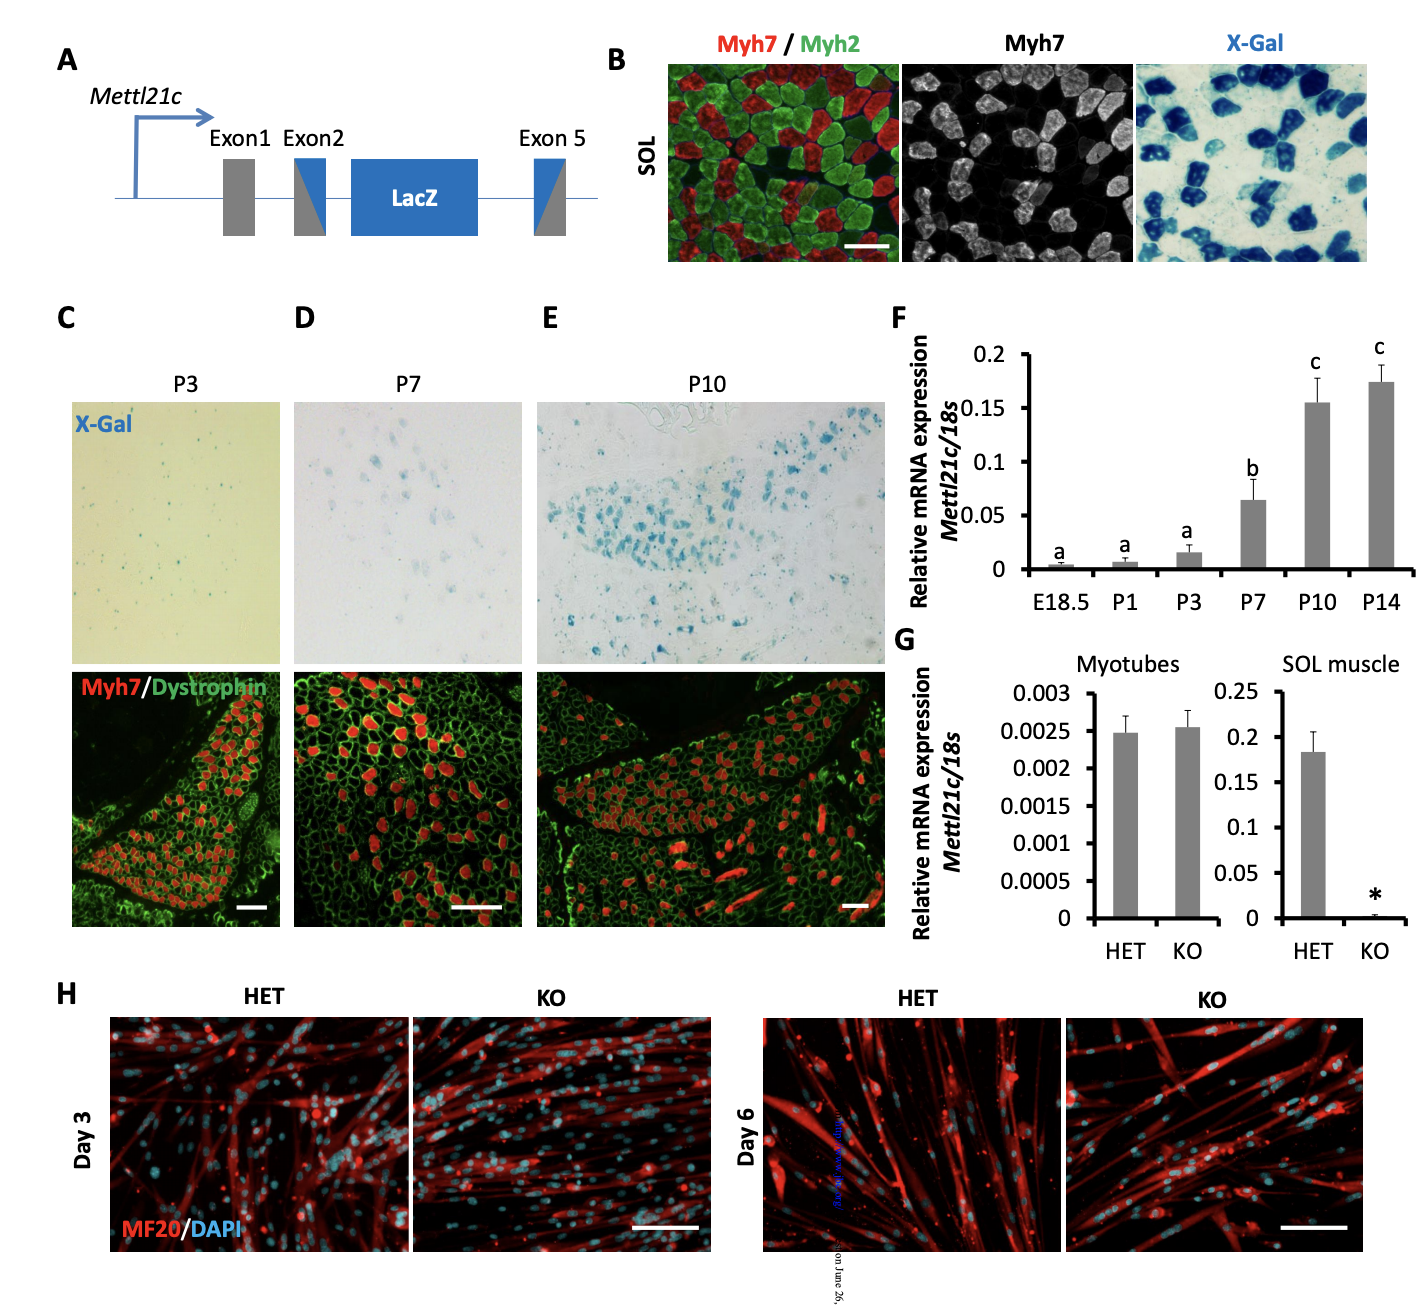 A
Mettl21c
Exon1 Exon2
Exon 5
LacZ
B
Myh7 / Myh2
Myh7
X-Gal
SOL
C
D
E
P3
P7
P10
X-Gal
Myh7/Dystrophin
F
Relative mRNA expression
Mettl21c/18s
0.2
0.15
0.1
0.05
0
a
a
a
b
c
c
E18.5
P1
P3
P7
P10
P14
G
Relative mRNA expression
Mettl21c/18s
Myotubes
0.003
0.0025
0.002
0.0015
0.001
0.0005
0
HET
KO
SOL muscle
0.25
0.2
0.15
0.1
0.05
0
*
HET
KO
H
HET
KO
HET
KO
Day 3
MF20/DAPI
Day 6
on June 26,